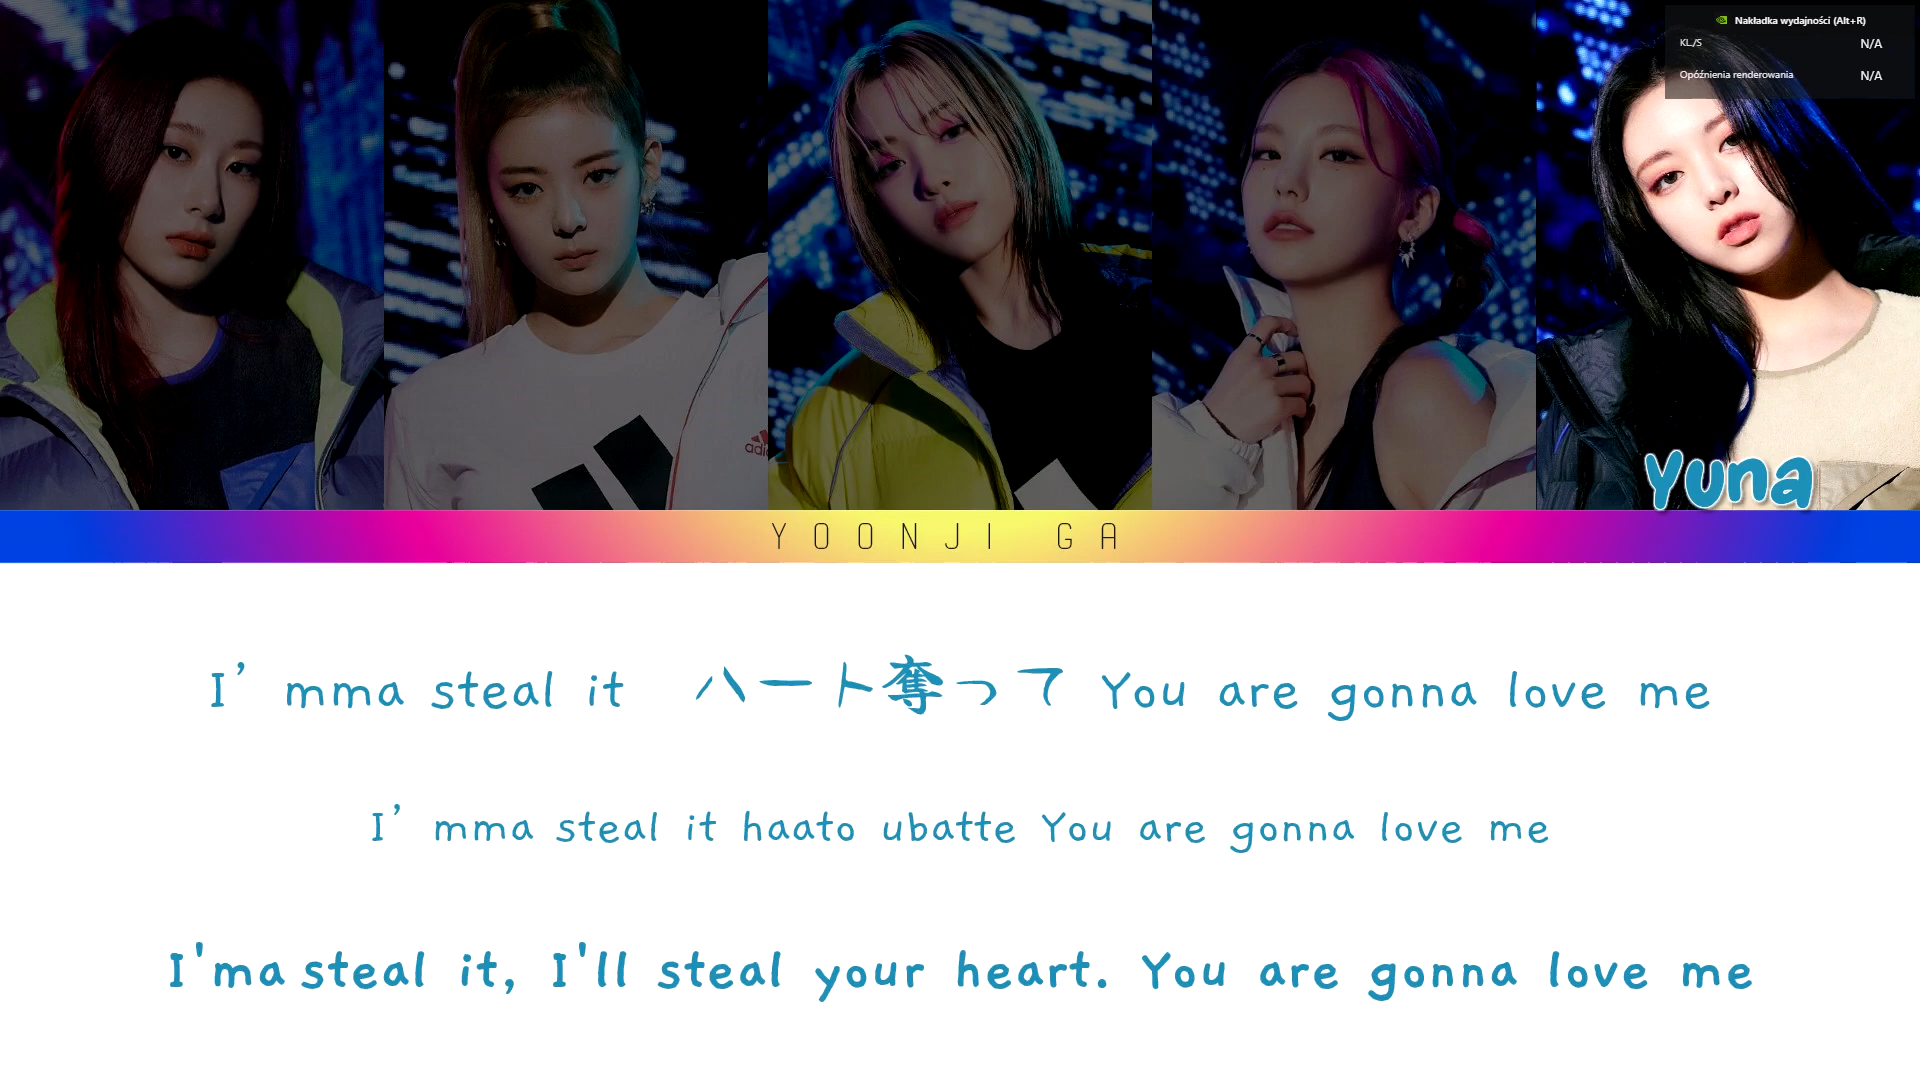 Nakładka wydajności (Alt+R)
KL./S N/A
Opóźnienia renderowania N/A
adidas
Yuna
YOONJI GA
I’mma steal it ハート奪って You are gonna love me
I’mma steal it haato ubatte You are gonna love me
I'ma steal it, I'll steal your heart. You are gonna love me